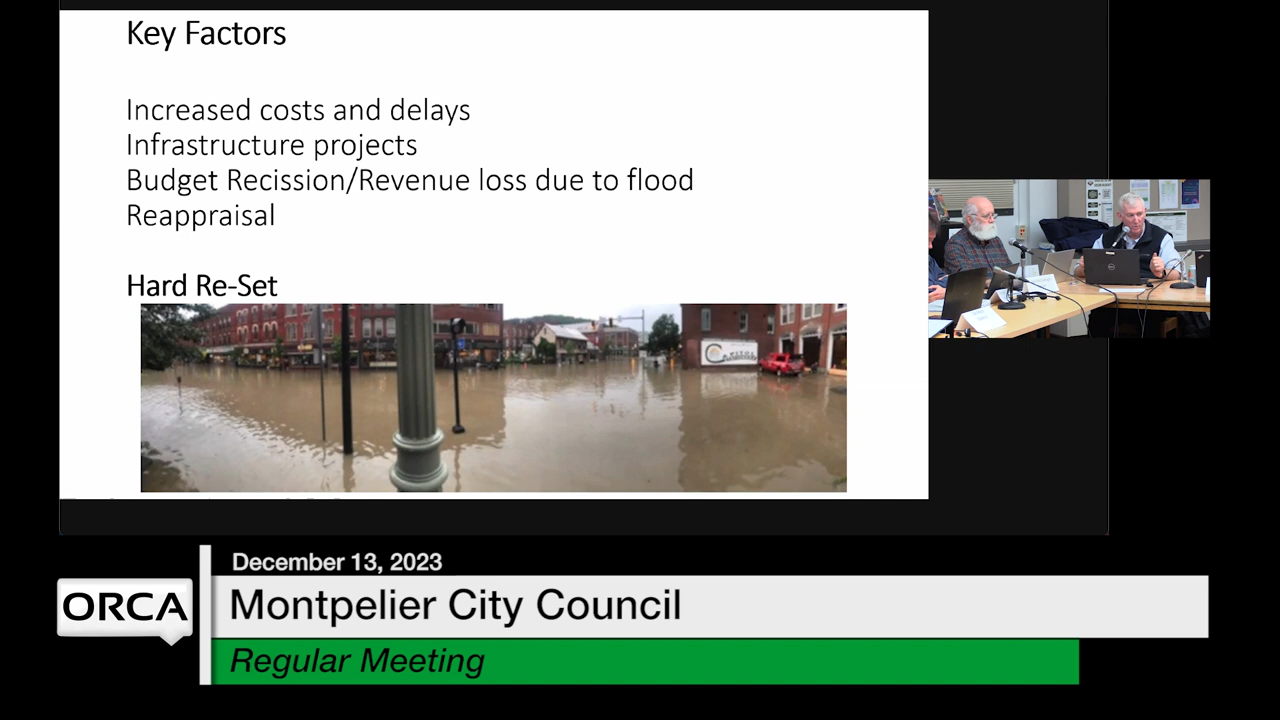 Key Factors
Increased costs and delays
Infrastructure projects
Budget Recission/Revenue loss due to flood
Reappraisal
Hard Re-Set
CAPITOL
December 13, 2023
ORCA
Montpelier City Council
Regular Meeting